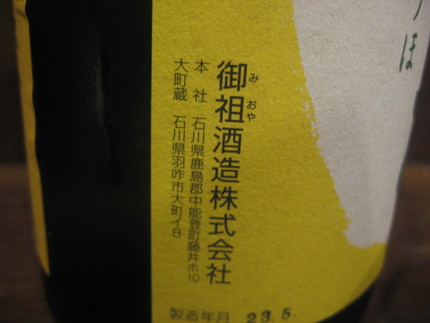 つほ
御祖酒造株式会社
みおや
本社 石川県鹿島郡中能登町藤井ホ10
大町蔵 石川県羽咋市大町イ8
製造年月 23.5.